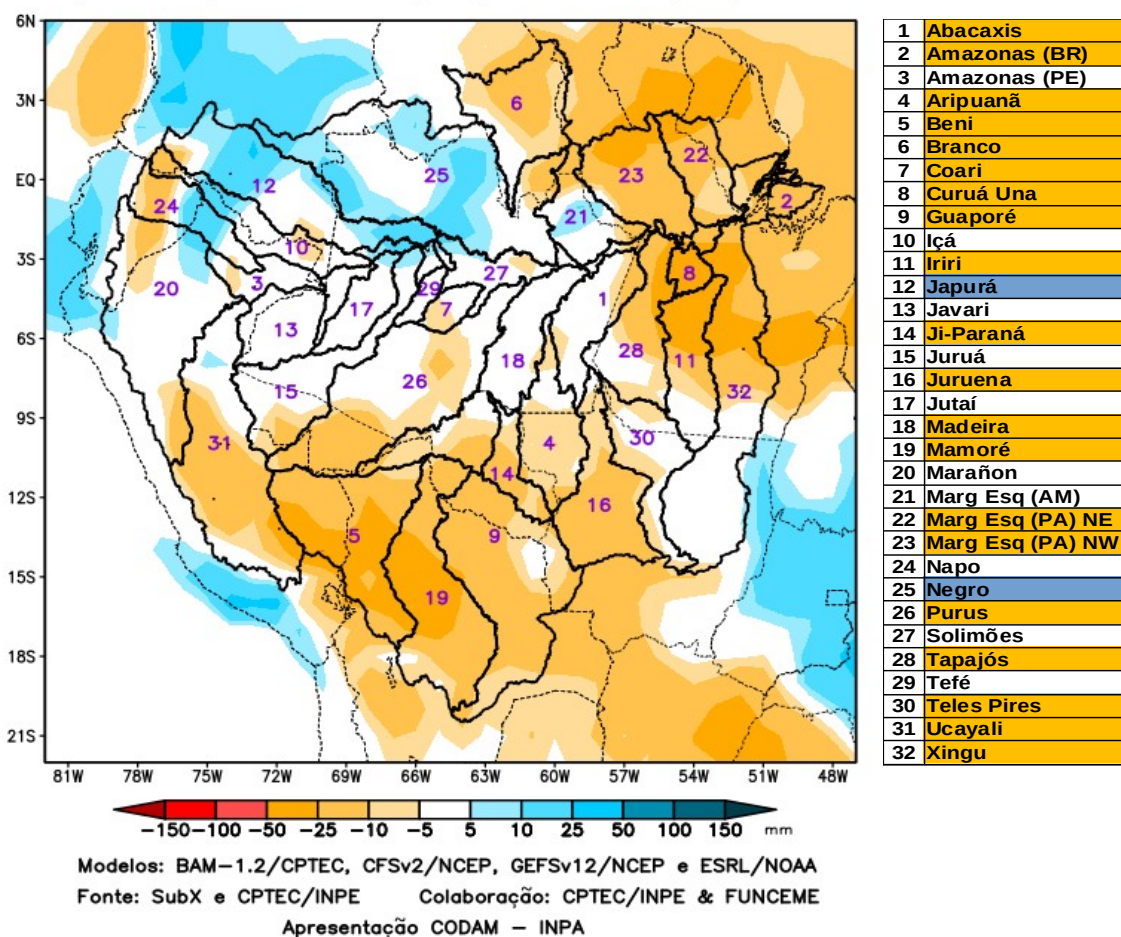 6N
3N
EQ
3S
6S
9S
12S
15S
18S
21S
81W 78W 75W 72W 69W 66W 63W 60W 57W 54W 51W 48W
6
22
23
25
12
2
24
21
10
27
8
3
20
29
7
1
17
13
28
18
11
26
15
32
30
31
4
14
16
5
9
19
−150 −100 −50 −25 −10 −5 5 10 25 50 100 150 mm
Modelos: BAM−1.2/CPTEC, CFSv2/NCEP, GEFSv12/NCEP e ESRL/NOAA
Fonte: SubX e CPTEC/INPE Colaboração: CPTEC/INPE & FUNCEME
Apresentação CODAM − INPA
1 Abacaxis
2 Amazonas (BR)
3 Amazonas (PE)
4 Aripuanã
5 Beni
6 Branco
7 Coari
8 Curuá Una
9 Guaporé
10 Içá
11 Iriri
12 Japurá
13 Javari
14 Ji-Paraná
15 Juruá
16 Juruena
17 Jutaí
18 Madeira
19 Mamoré
20 Marañon
21 Marg Esq (AM)
22 Marg Esq (PA) NE
23 Marg Esq (PA) NW
24 Napo
25 Negro
26 Purus
27 Solimões
28 Tapajós
29 Tefé
30 Teles Pires
31 Ucayali
32 Xingu